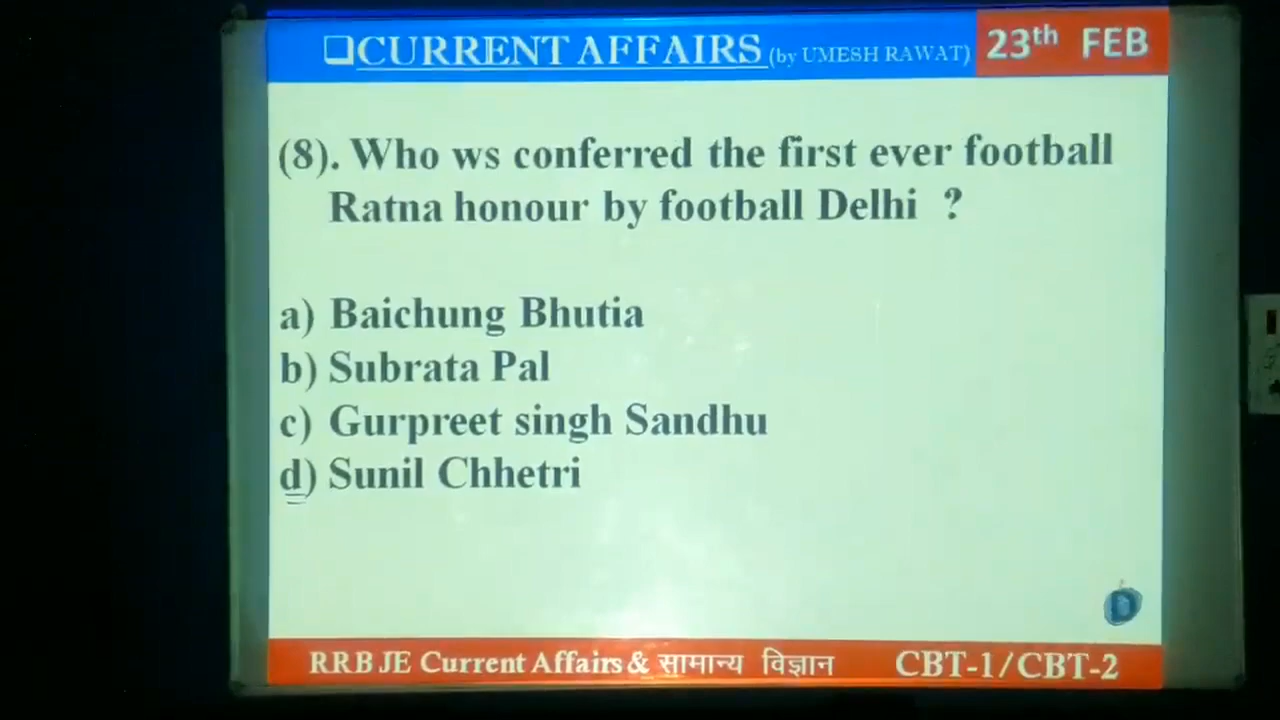 ❑CURRENT AFFAIRS (by UMESH RAWAT) 23th FEB
(8). Who ws conferred the first ever football
Ratna honour by football Delhi ?
a) Baichung Bhutia
b) Subrata Pal
c) Gurpreet singh Sandhu
d) Sunil Chhetri
D
RRB JE Current Affairs & सामान्य विज्ञान CBT-1/CBT-2